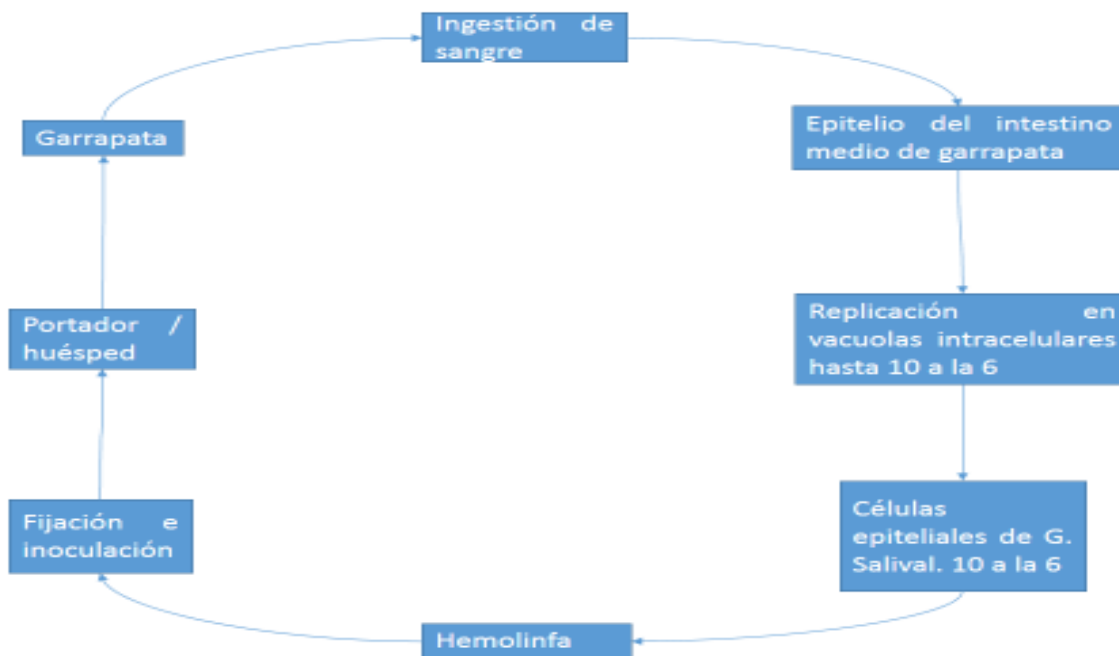 Ingestión de
sangre
Garrapata
Epitelio del intestino
medio de garrapata
Portador /
huésped
Replicación en
vacuolas intracelulares
hasta 10 a la 6
Fijación e
inoculación
Células
epiteliales de G.
Salival. 10 a la 6
Hemolinfa